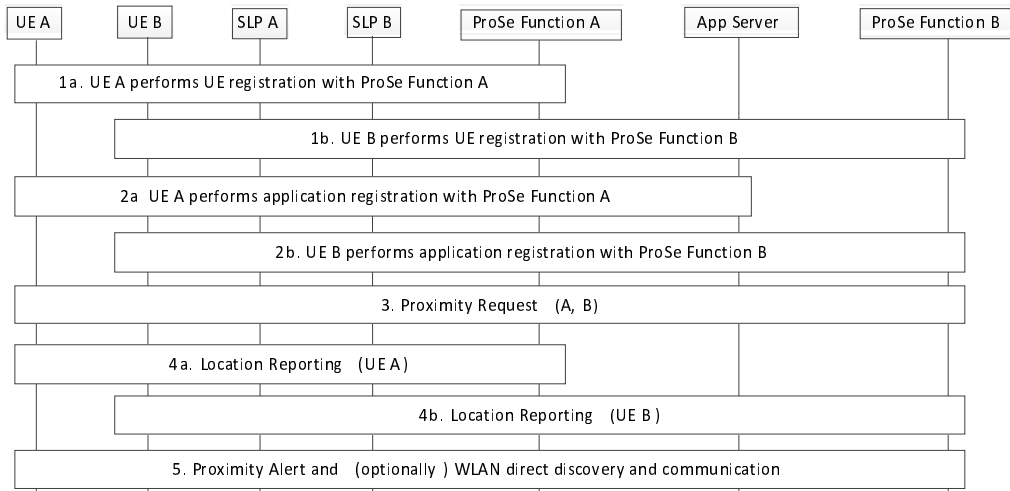 UE A
UE B
SLP A
SLP B
ProSe Function A
App Server
ProSe Function B
1a. UE A performs UE registration with ProSe Function A
1b. UE B performs UE registration with ProSe Function B
2a UE A performs application registration with ProSe Function A
2b. UE B performs application registration with ProSe Function B
3. Proximity Request (A, B)
4a. Location Reporting (UE A)
4b. Location Reporting (UE B)
5. Proximity Alert and (optionally) WLAN direct discovery and communication